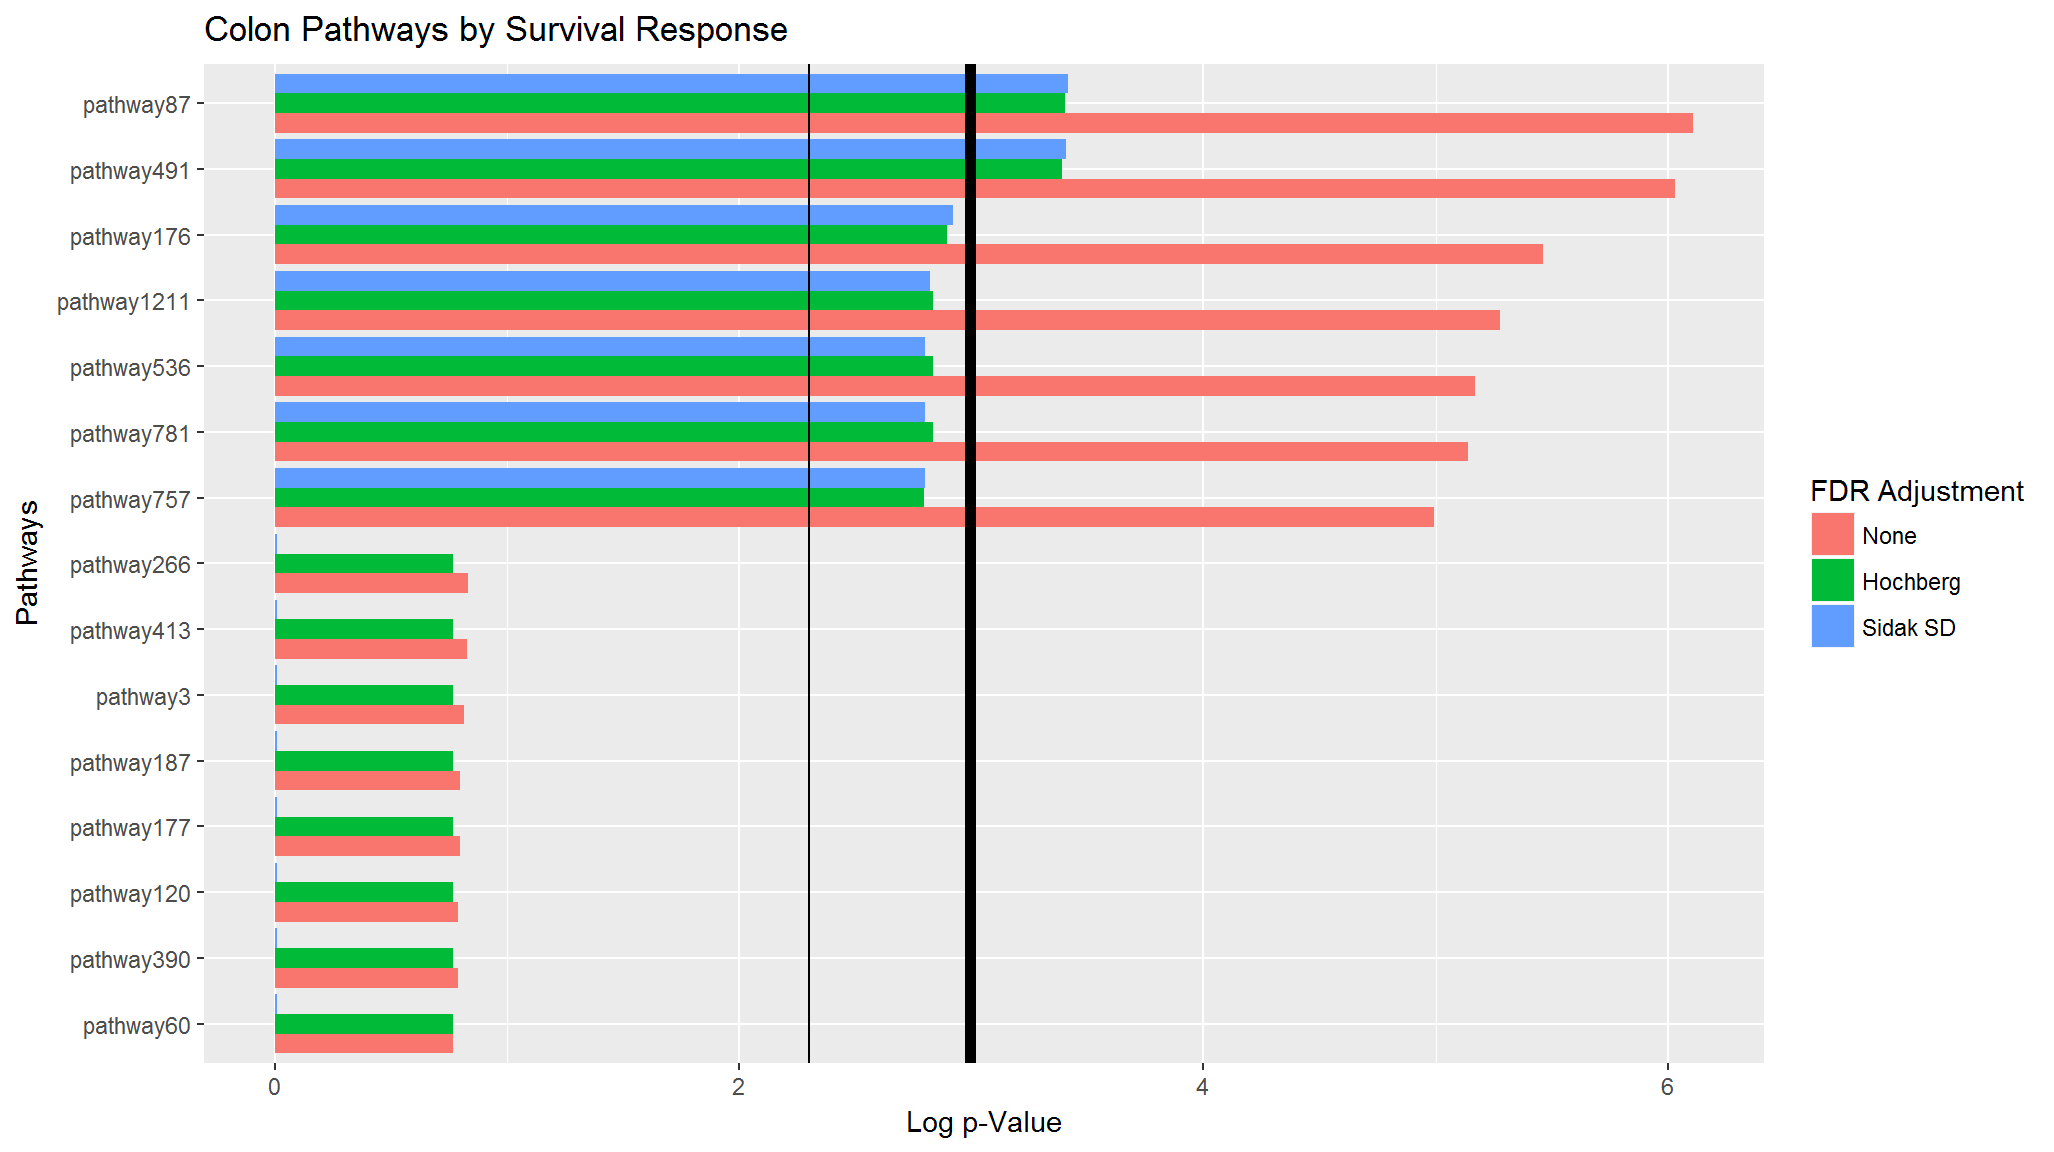 Colon Pathways by Survival Response
pathway87
pathway491
pathway176
pathway1211
pathway536
pathway781
pathway757
pathway266
pathway413
pathway3
pathway187
pathway177
pathway120
pathway390
pathway60
Pathways
0 2 4 6
Log p-Value
FDR Adjustment
None
Hochberg
Sidak SD